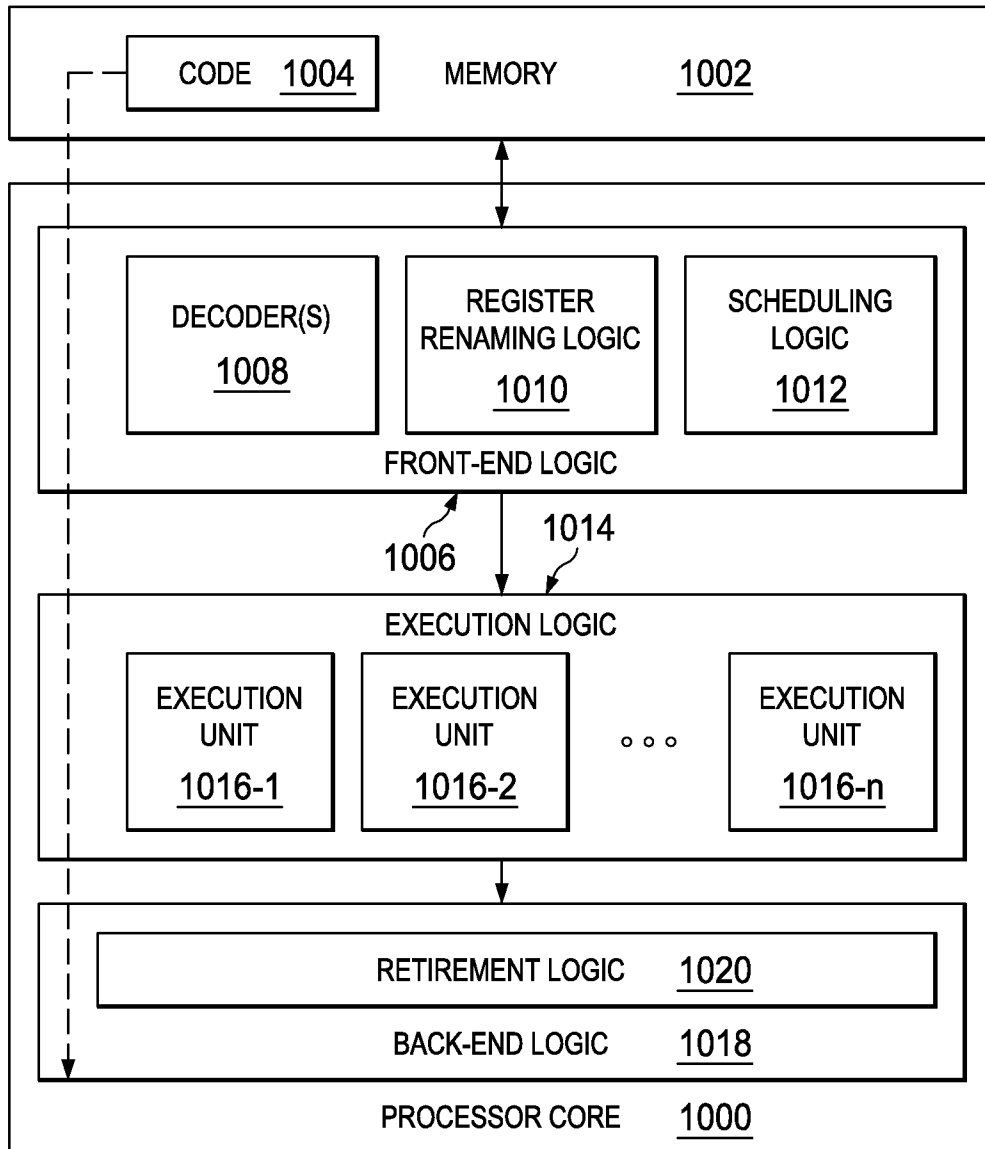 CODE 1004 MEMORY 1002
DECODER(S)
1008
REGISTER
RENAMING LOGIC
1010
SCHEDULING
LOGIC
1012
FRONT-END LOGIC
1006
1014
EXECUTION LOGIC
EXECUTION
UNIT
1016-1
EXECUTION
UNIT
1016-2
EXECUTION
UNIT
1016-n
RETIREMENT LOGIC 1020
BACK-END LOGIC 1018
PROCESSOR CORE 1000